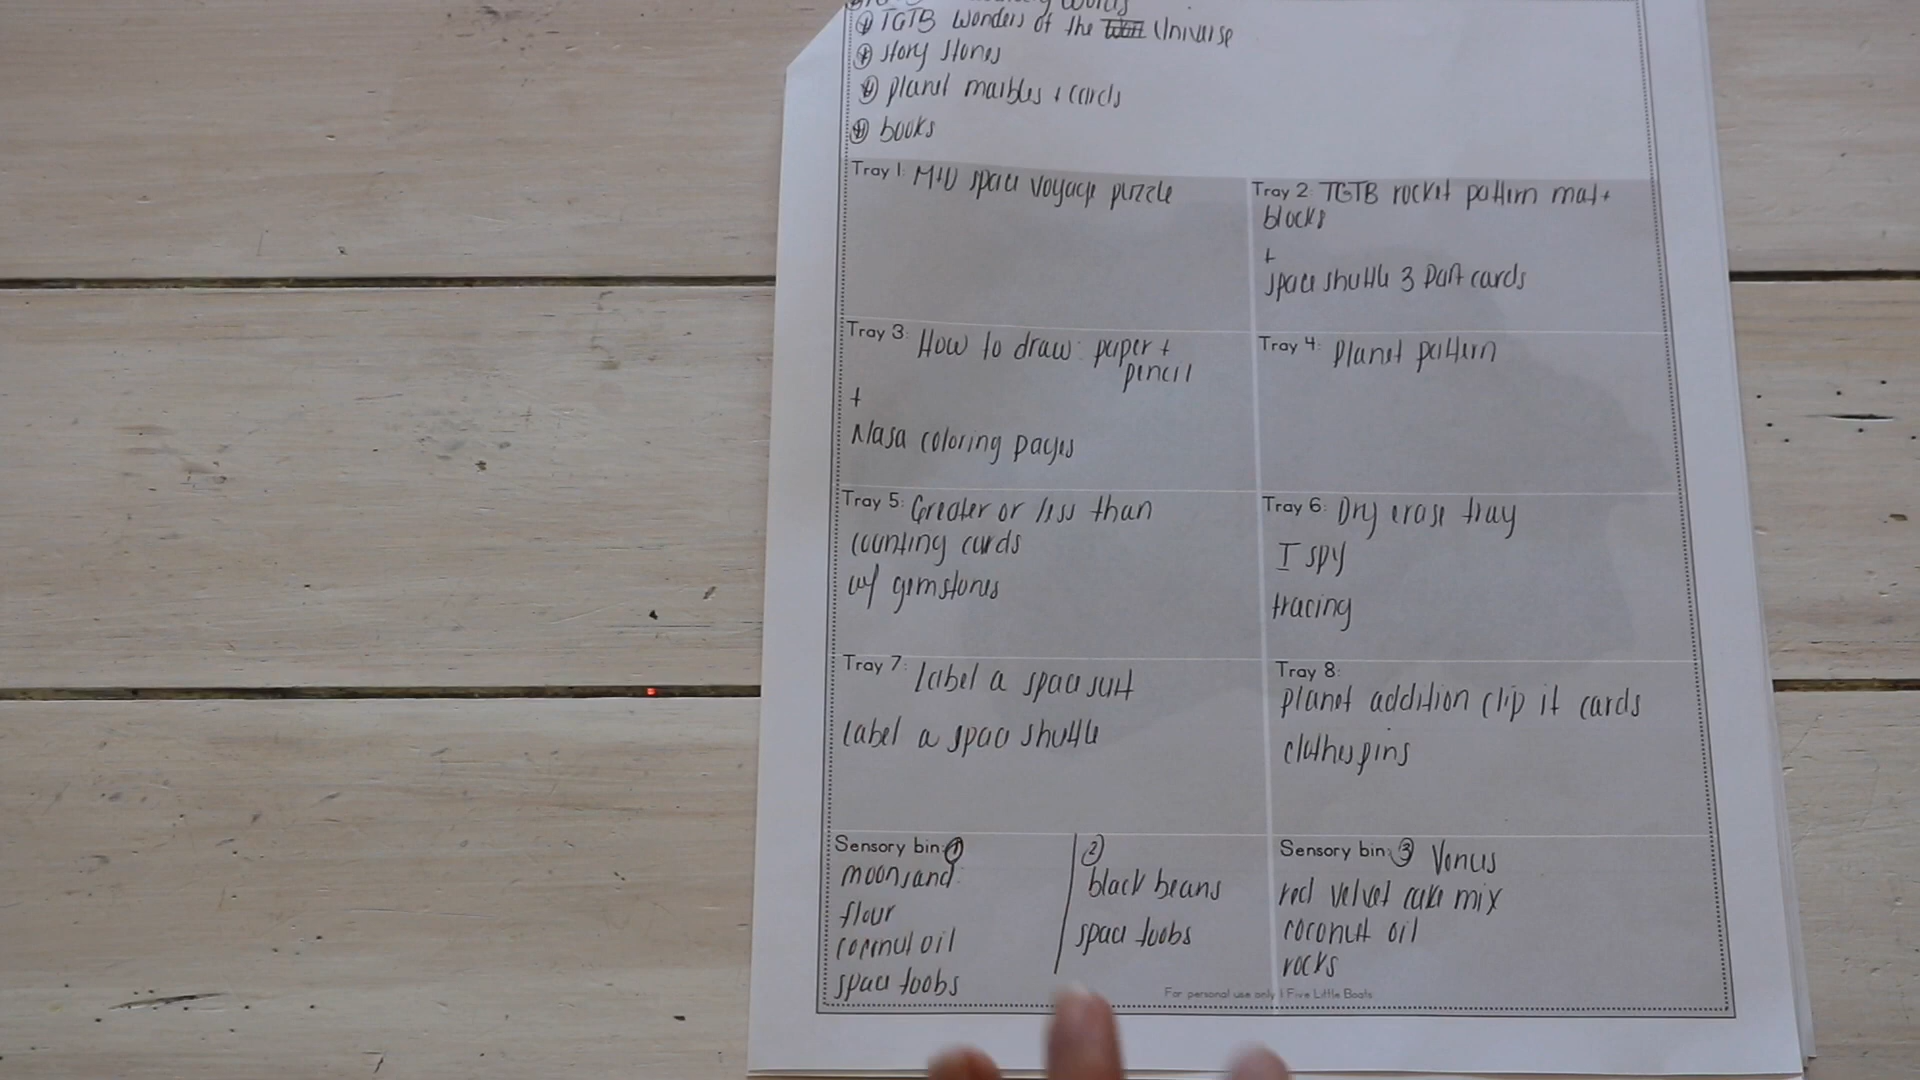 TGTB Wonders of the Universe
story stones
planet marbles + cards
books
Tray 1: M+D space voyage puzzle
Tray 2: TGTB rocket pattern mat +
blocks
+
space shuttle 3 part cards
Tray 3: How to draw: paper +
pencil
+
Nasa coloring pages
Tray 4: Planet pattern
Tray 5: Greater or less than
counting cards
w/ gemstones
Tray 6: Dry erase tray
I spy
tracing
Tray 7: Label a space suit
Label a space shuttle
Tray 8:
planet addition clip it cards
clothespins
Sensory bin: 1
moonsand:
flour
coconut oil
space toobs
2
black beans
space toobs
Sensory bin: 3 Venus
red velvet cake mix
coconut oil
rocks
For personal use only | Five Little Boats